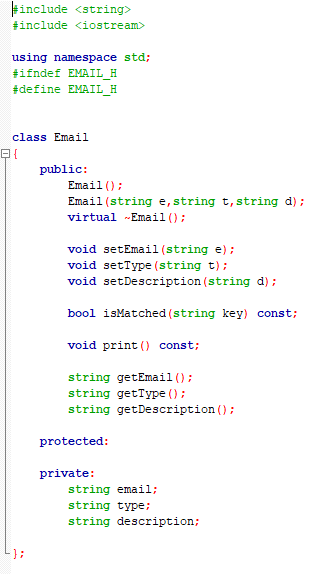 #include <string>
#include <iostream>
using namespace std;
#ifndef EMAIL_H
#define EMAIL_H
class Email
{
public:
Email();
Email(string e,string t,string d);
virtual ~Email();
void setEmail(string e);
void setType(string t);
void setDescription(string d);
bool isMatched(string key) const;
void print() const;
string getEmail();
string getType();
string getDescription();
protected:
private:
string email;
string type;
string description;
};